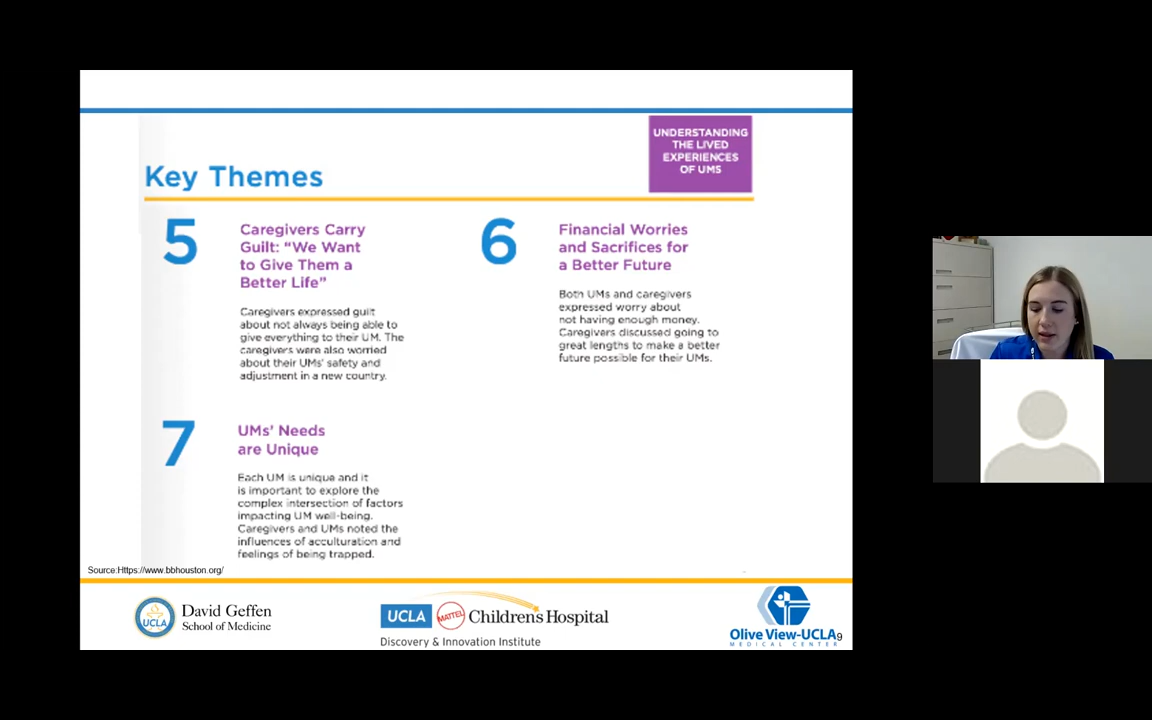 UNDERSTANDING
THE LIVED
EXPERIENCES
OF UMS
Key Themes
5
Caregivers Carry
Guilt: “We Want
to Give Them a
Better Life”
Caregivers expressed guilt
about not always being able to
give everything to their UM. The
caregivers were also worried
about their UMs’ safety and
adjustment in a new country.
6
Financial Worries
and Sacrifices for
a Better Future
Both UMs and caregivers
expressed worry about
not having enough money.
Caregivers discussed going to
great lengths to make a better
future possible for their UMs.
7
UMs’ Needs
are Unique
Each UM is unique and it
is important to explore the
complex intersection of factors
impacting UM well-being.
Caregivers and UMs noted the
influences of acculturation and
feelings of being trapped.
Source:Https://www.bbhouston.org/
UCLA
David Geffen
School of Medicine
UCLA MATTEL Childrens Hospital
Discovery & Innovation Institute
Olive View-UCLA
MEDICAL CENTER
9